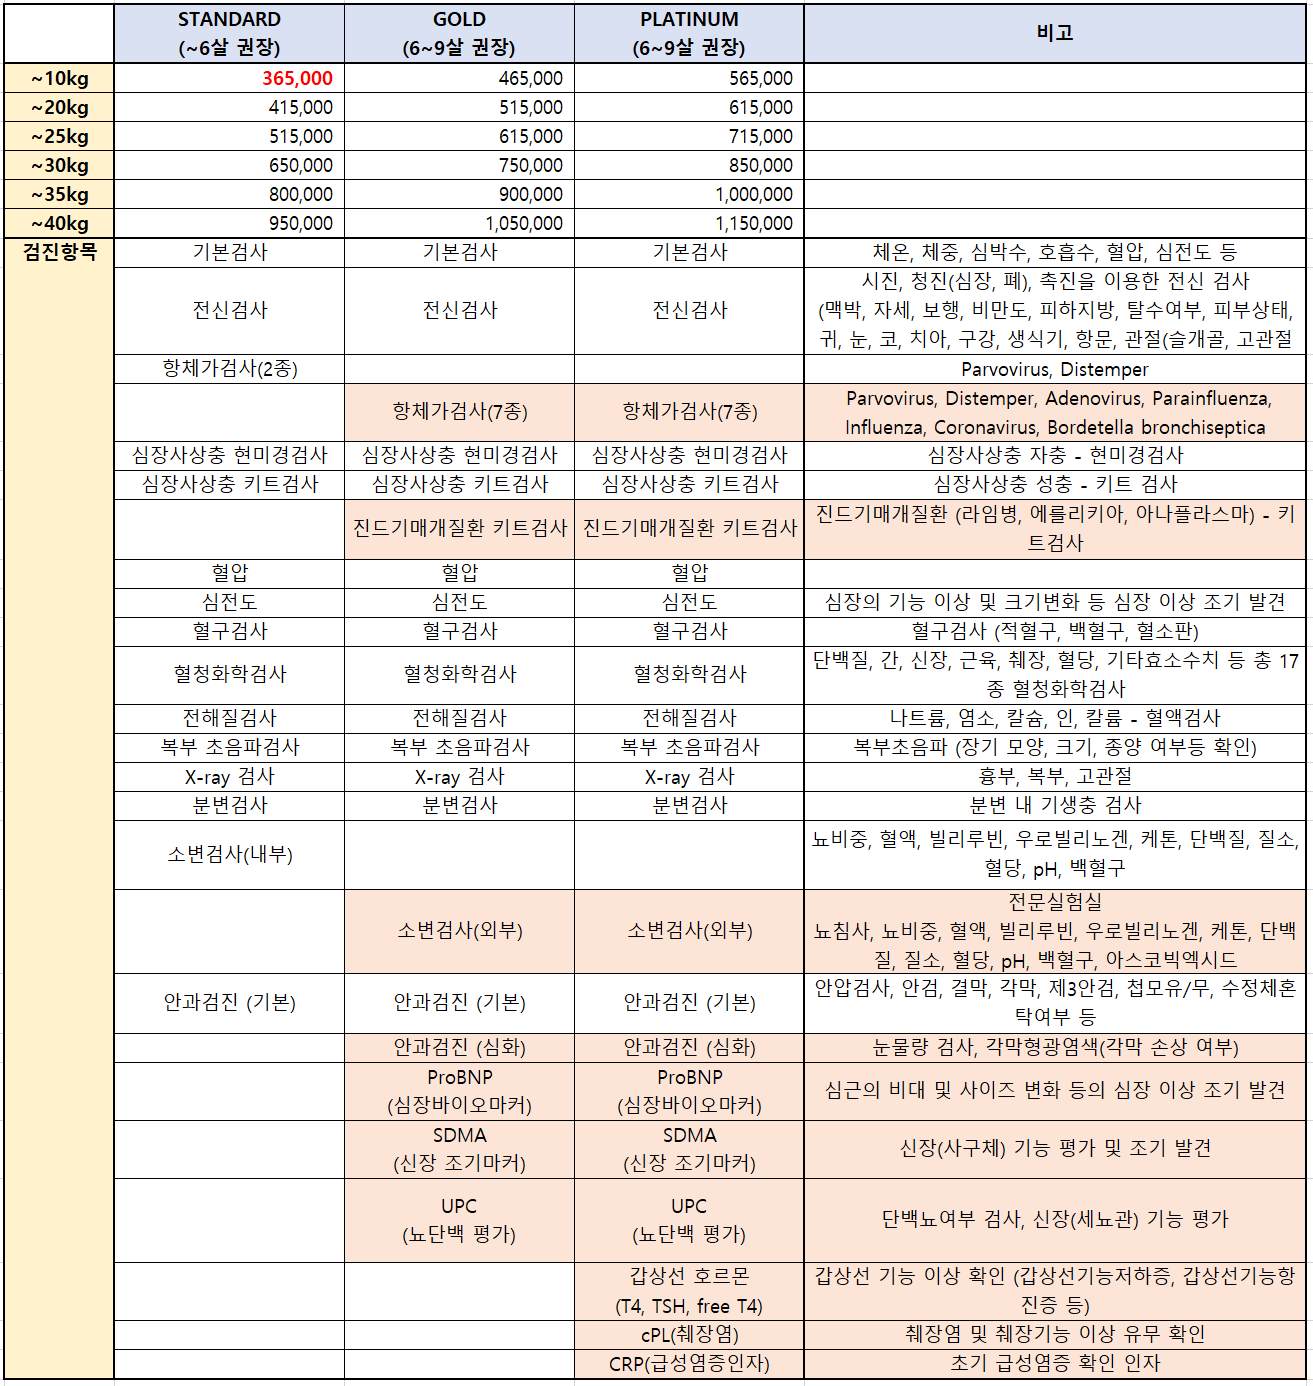 STANDARD
(~6살 권장)
GOLD
(6~9살 권장)
PLATINUM
(6~9살 권장)
비고
~10kg 365,000 465,000 565,000
~20kg 415,000 515,000 615,000
~25kg 515,000 615,000 715,000
~30kg 650,000 750,000 850,000
~35kg 800,000 900,000 1,000,000
~40kg 950,000 1,050,000 1,150,000
검진항목 기본검사 기본검사 기본검사 체온, 체중, 심박수, 호흡수, 혈압, 심전도 등
전신검사 전신검사 전신검사
시진, 청진(심장, 폐), 촉진을 이용한 전신 검사
(맥박, 자세, 보행, 비만도, 피하지방, 탈수여부, 피부상태,
귀, 눈, 코, 치아, 구강, 생식기, 항문, 관절(슬개골, 고관절
항체가검사(2종) Parvovirus, Distemper
항체가검사(7종) 항체가검사(7종)
Parvovirus, Distemper, Adenovirus, Parainfluenza,
Influenza, Coronavirus, Bordetella bronchiseptica
심장사상충 현미경검사 심장사상충 현미경검사 심장사상충 현미경검사 심장사상충 자충 - 현미경검사
심장사상충 키트검사 심장사상충 키트검사 심장사상충 키트검사 심장사상충 성충 - 키트 검사
진드기매개질환 키트검사 진드기매개질환 키트검사
진드기매개질환 (라임병, 에를리키아, 아나플라스마) - 키
트검사
혈압 혈압 혈압
심전도 심전도 심전도 심장의 기능 이상 및 크기변화 등 심장 이상 조기 발견
혈구검사 혈구검사 혈구검사 혈구검사 (적혈구, 백혈구, 혈소판)
혈청화학검사 혈청화학검사 혈청화학검사
단백질, 간, 신장, 근육, 췌장, 혈당, 기타효소수치 등 총 17
종 혈청화학검사
전해질검사 전해질검사 전해질검사 나트륨, 염소, 칼슘, 인, 칼륨 - 혈액검사
복부 초음파검사 복부 초음파검사 복부 초음파검사 복부초음파 (장기 모양, 크기, 종양 여부등 확인)
X-ray 검사 X-ray 검사 X-ray 검사 흉부, 복부, 고관절
분변검사 분변검사 분변검사 분변 내 기생충 검사
소변검사(내부)
뇨비중, 혈액, 빌리루빈, 우로빌리노겐, 케톤, 단백질, 질소,
혈당, pH, 백혈구
소변검사(외부) 소변검사(외부)
전문실험실
뇨침사, 뇨비중, 혈액, 빌리루빈, 우로빌리노겐, 케톤, 단백
질, 질소, 혈당, pH, 백혈구, 아스코빅엑시드
안과검진 (기본) 안과검진 (기본) 안과검진 (기본)
안압검사, 안검, 결막, 각막, 제3안검, 첩모유/무, 수정체혼
탁여부 등
안과검진 (심화) 안과검진 (심화) 눈물량 검사, 각막형광염색(각막 손상 여부)
ProBNP
(심장바이오마커)
ProBNP
(심장바이오마커)
심근의 비대 및 사이즈 변화 등의 심장 이상 조기 발견
SDMA
(신장 조기마커)
SDMA
(신장 조기마커)
신장(사구체) 기능 평가 및 조기 발견
UPC
(뇨단백 평가)
UPC
(뇨단백 평가)
단백뇨여부 검사, 신장(세뇨관) 기능 평가
갑상선 호르몬
(T4, TSH, free T4)
갑상선 기능 이상 확인 (갑상선기능저하증, 갑상선기능항
진증 등)
cPL(췌장염) 췌장염 및 췌장기능 이상 유무 확인
CRP(급성염증인자) 초기 급성염증 확인 인자